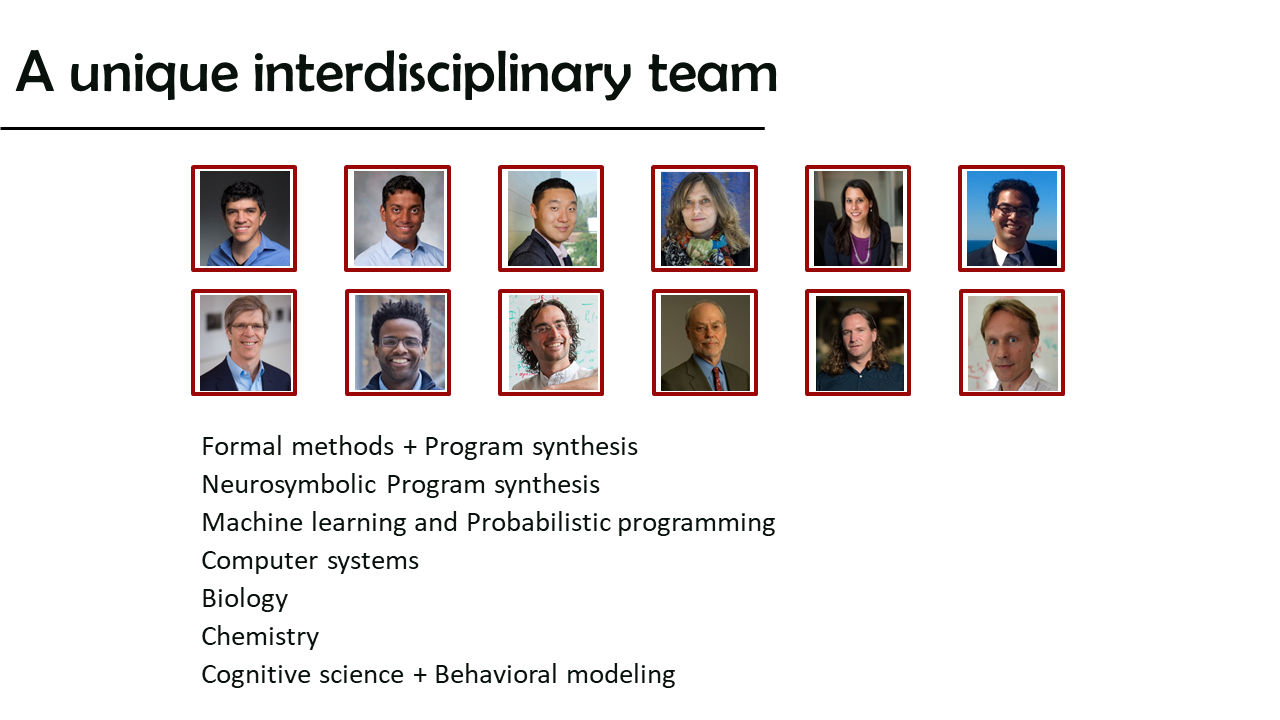 A unique interdisciplinary team
Formal methods + Program synthesis
Neurosymbolic Program synthesis
Machine learning and Probabilistic programming
Computer systems
Biology
Chemistry
Cognitive science + Behavioral modeling